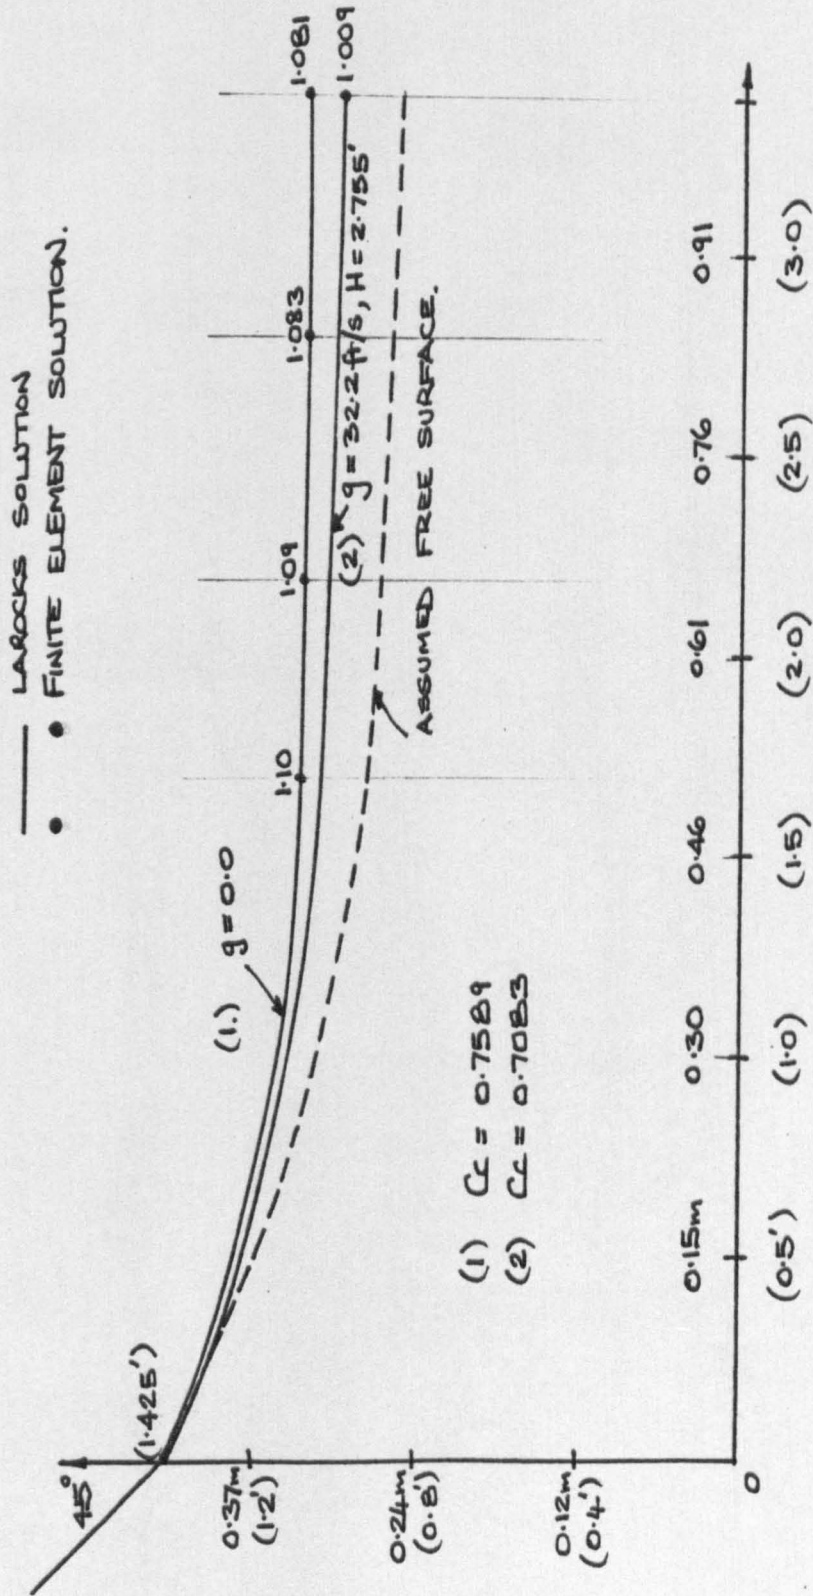 LAROCKS SOLUTION
• • FINITE ELEMENT SOLUTION.
45°
(1.425')
(1.) g=0.0
1.10
1.09
1.083
1.081
1.009
(2) g=32.2 ft/s, H=2.755'
ASSUMED FREE SURFACE.
0.37m
(1.2')
0.24m
(0.8')
0.12m
(0.4')
0
(1) Cc = 0.7589
(2) Cc = 0.7083
0.15m 0.30 0.46 0.61 0.76 0.91
(0.5') (1.0) (1.5) (2.0) (2.5) (3.0)